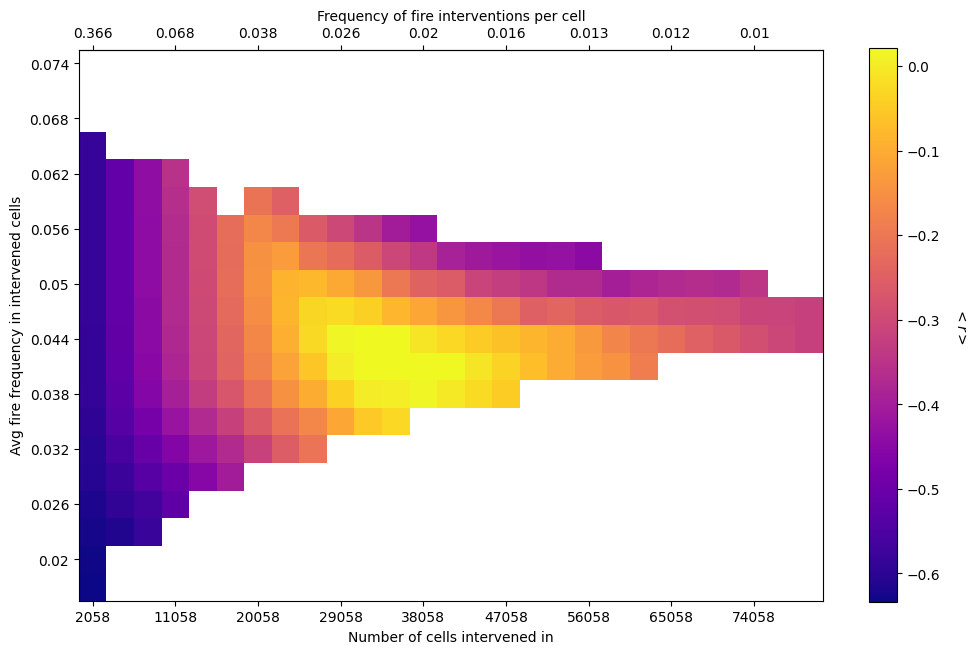 Frequency of fire interventions per cell
0.366 0.068 0.038 0.026 0.02 0.016 0.013 0.012 0.01
Avg fire frequency in intervened cells
0.074
0.068
0.062
0.056
0.05
0.044
0.038
0.032
0.026
0.02
2058 11058 20058 29058 38058 47058 56058 65058 74058
Number of cells intervened in
0.0
−0.1
−0.2
−0.3
−0.4
−0.5
−0.6
< r >